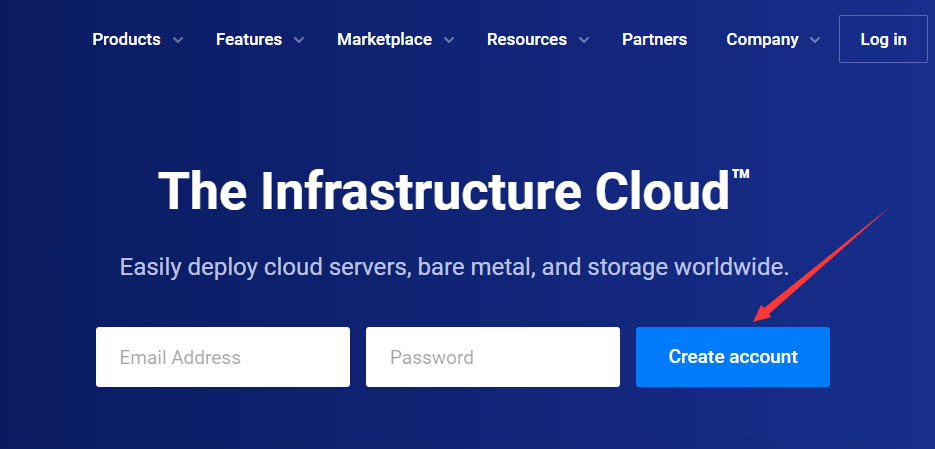 Products Features Marketplace Resources Partners Company Log in
The Infrastructure Cloud™
Easily deploy cloud servers, bare metal, and storage worldwide.
Email Address Password Create account